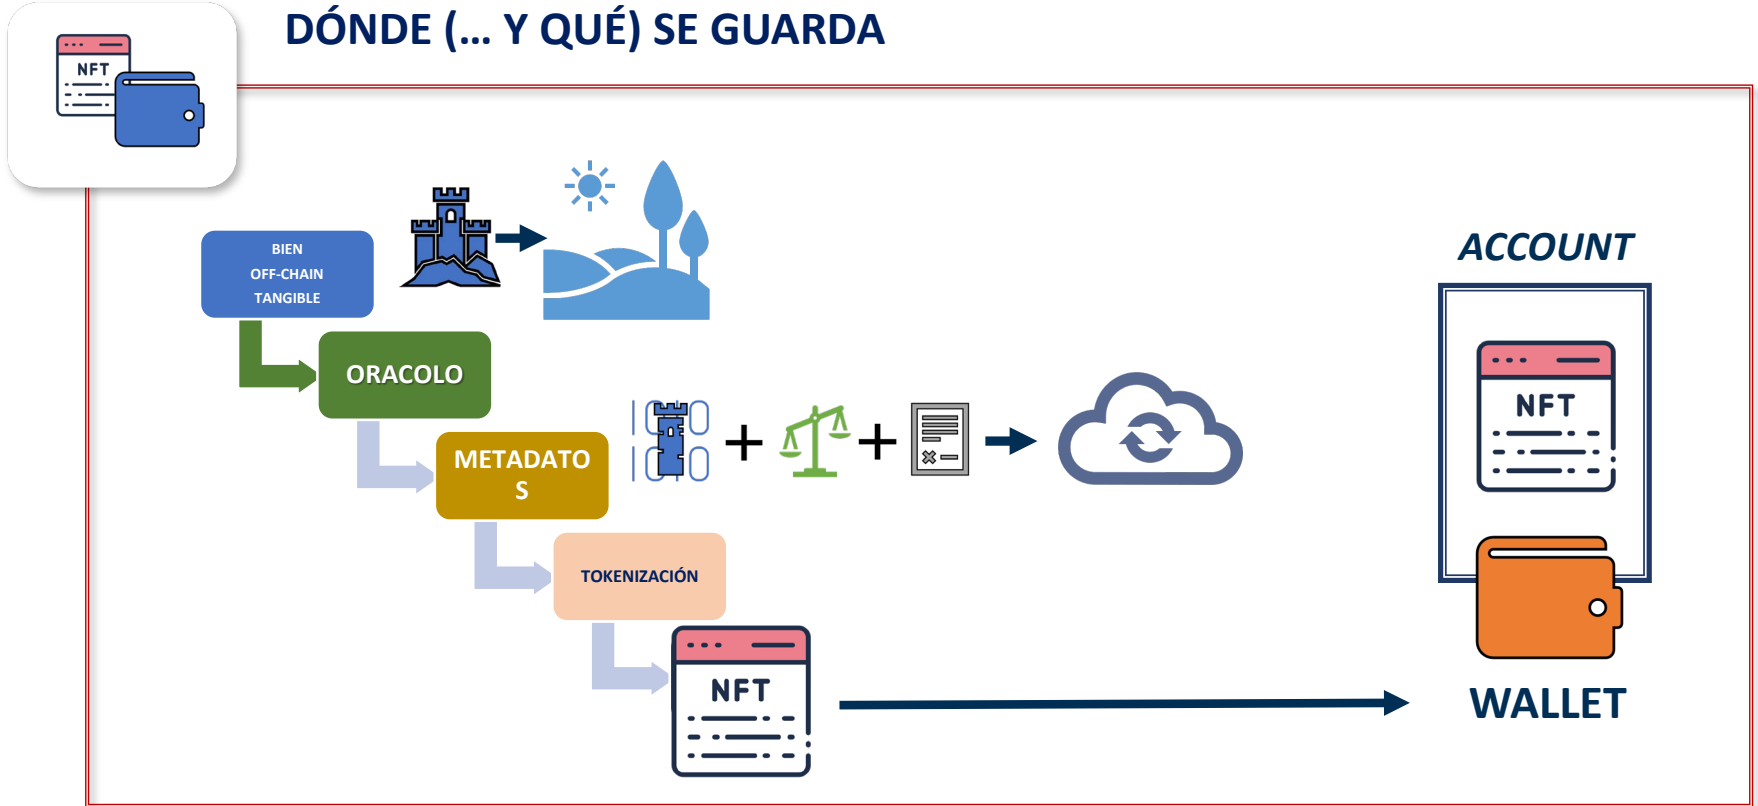 DÓNDE (... Y QUÉ) SE GUARDA
NFT
BIEN
OFF-CHAIN
TANGIBLE
ORACOLO
METADATO
S
TOKENIZACIÓN
NFT
ACCOUNT
NFT
WALLET